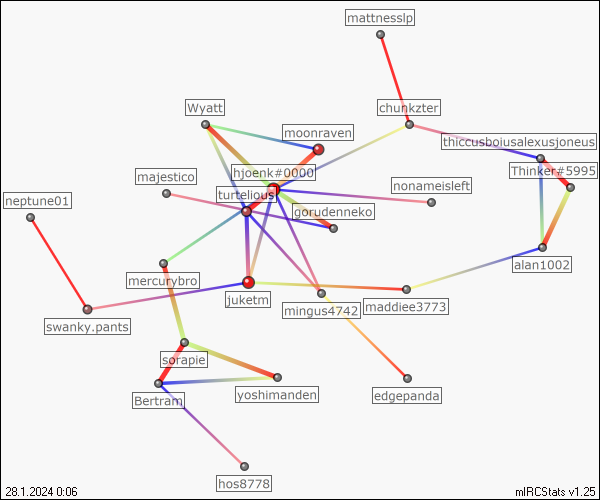 mattnesslp
Wyatt
chunkzter
moonraven
thiccusboiusalexusjoneus
hjoenk#0000
Thinker#5995
majestico
nonameisleft
turtelious
neptune01
gorudenneko
alan1002
mercurybro
juketm
maddiee3773
mingus4742
swanky.pants
sorapie
yoshimanden
edgepanda
Bertram
hos8778
28.1.2024 0:06
mIRCStats v1.25